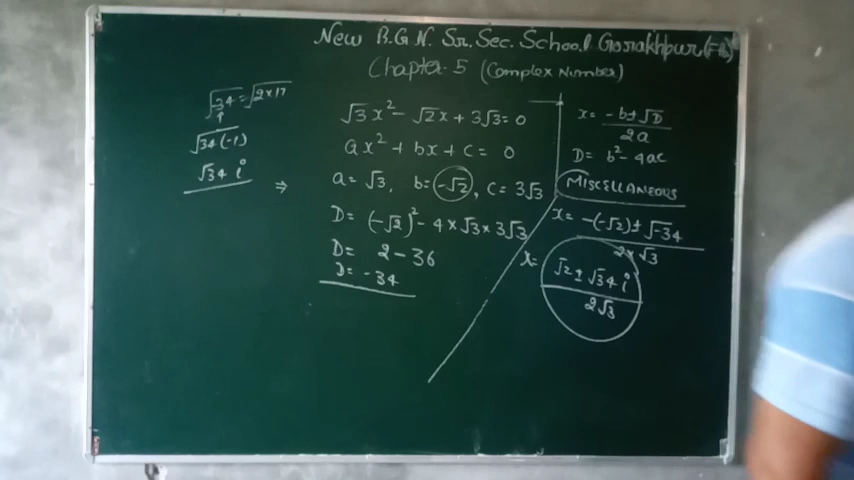 New B.G.N. Sr. Sec. School Gorakhpur
Chapter-5 (Complex Number)
√-34 = √2×17
√34(-1)
√34 i
⇒
√3x² - √2x + 3√3 = 0
ax² + bx + c = 0
a = √3, b = -√2, c = 3√3
D = (-√2)² - 4×√3×3√3
D = 2 - 36
D = -34
x = -b±√D / 2a
D = b² - 4ac
MISCELLANEOUS
x = -(-√2)±√-34 / 2×√3
x = √2±√34 i / 2√3